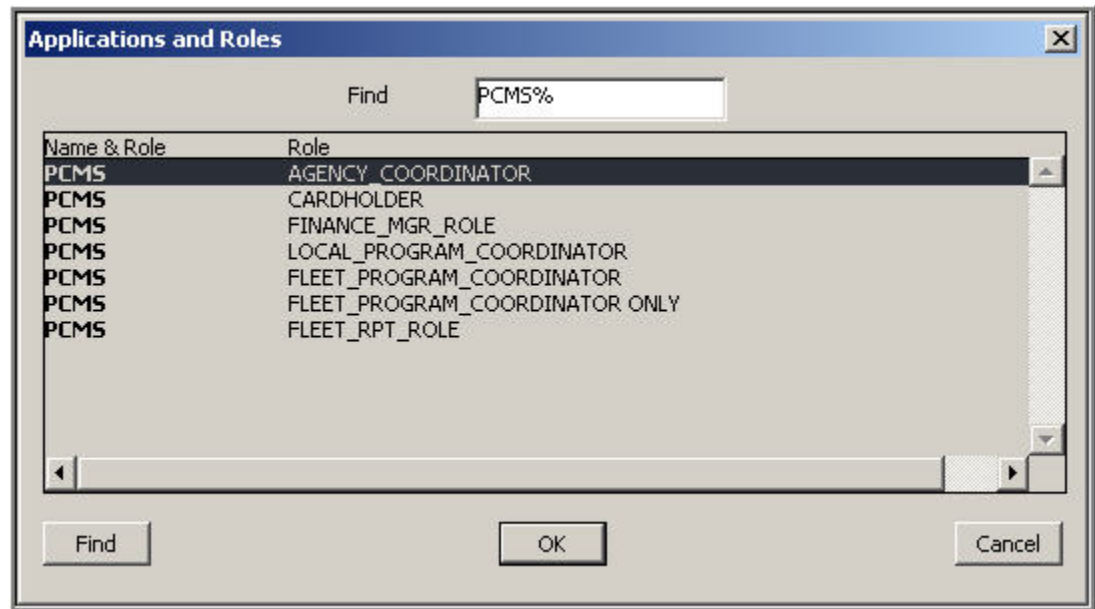 Applications and Roles
Find PCMS%
Name & Role Role
PCMS AGENCY_COORDINATOR
PCMS CARDHOLDER
PCMS FINANCE_MGR_ROLE
PCMS LOCAL_PROGRAM_COORDINATOR
PCMS FLEET_PROGRAM_COORDINATOR
PCMS FLEET_PROGRAM_COORDINATOR ONLY
PCMS FLEET_RPT_ROLE
Find OK Cancel